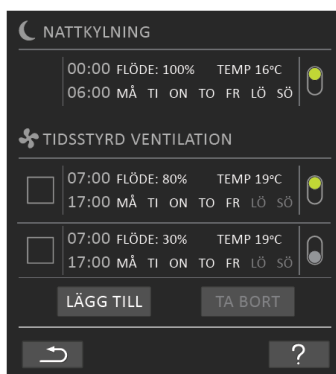 NATTKYLNING
00:00 FLÖDE: 100% TEMP 16°C
06:00 MÅ TI ON TO FR LÖ SÖ
TIDSSTYRD VENTILATION
07:00 FLÖDE: 80% TEMP 19°C
17:00 MÅ TI ON TO FR LÖ SÖ
07:00 FLÖDE: 30% TEMP 19°C
17:00 MÅ TI ON TO FR LÖ SÖ
LÄGG TILL TA BORT
?